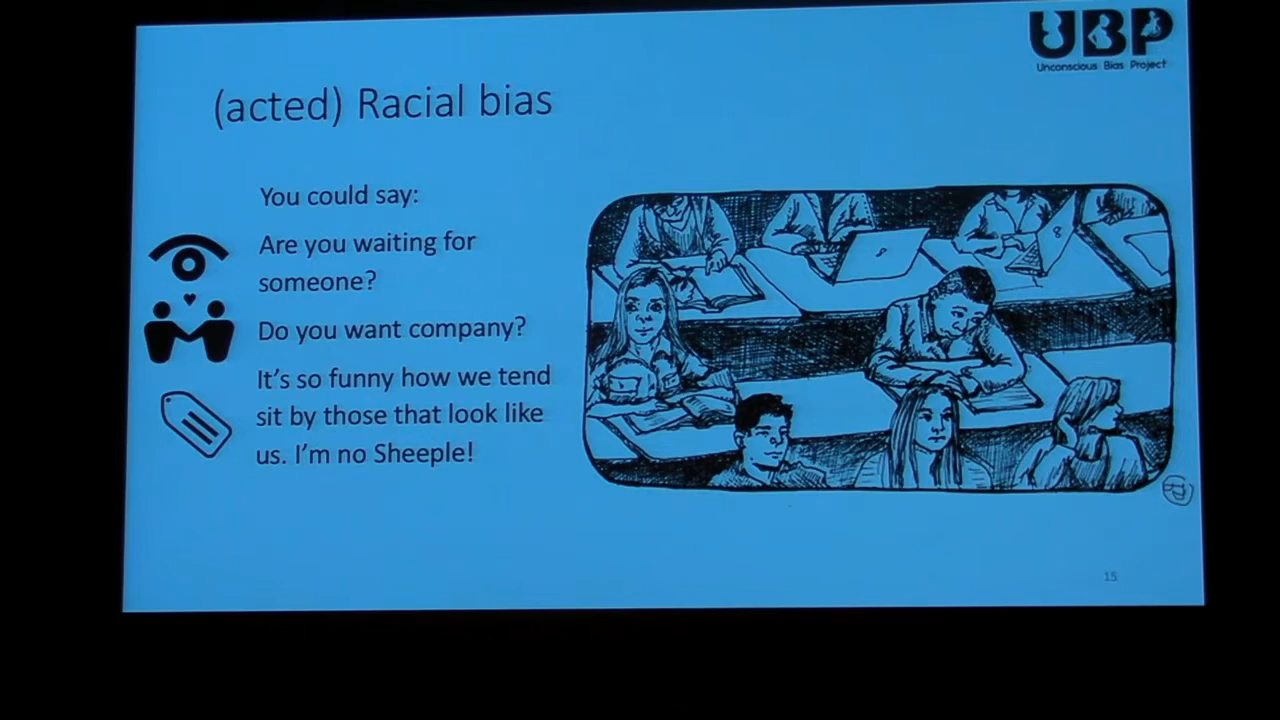 UBP
Unconscious Bias Project
(acted) Racial bias
You could say:
Are you waiting for
someone?
Do you want company?
It's so funny how we tend
sit by those that look like
us. I'm no Sheeple!
15